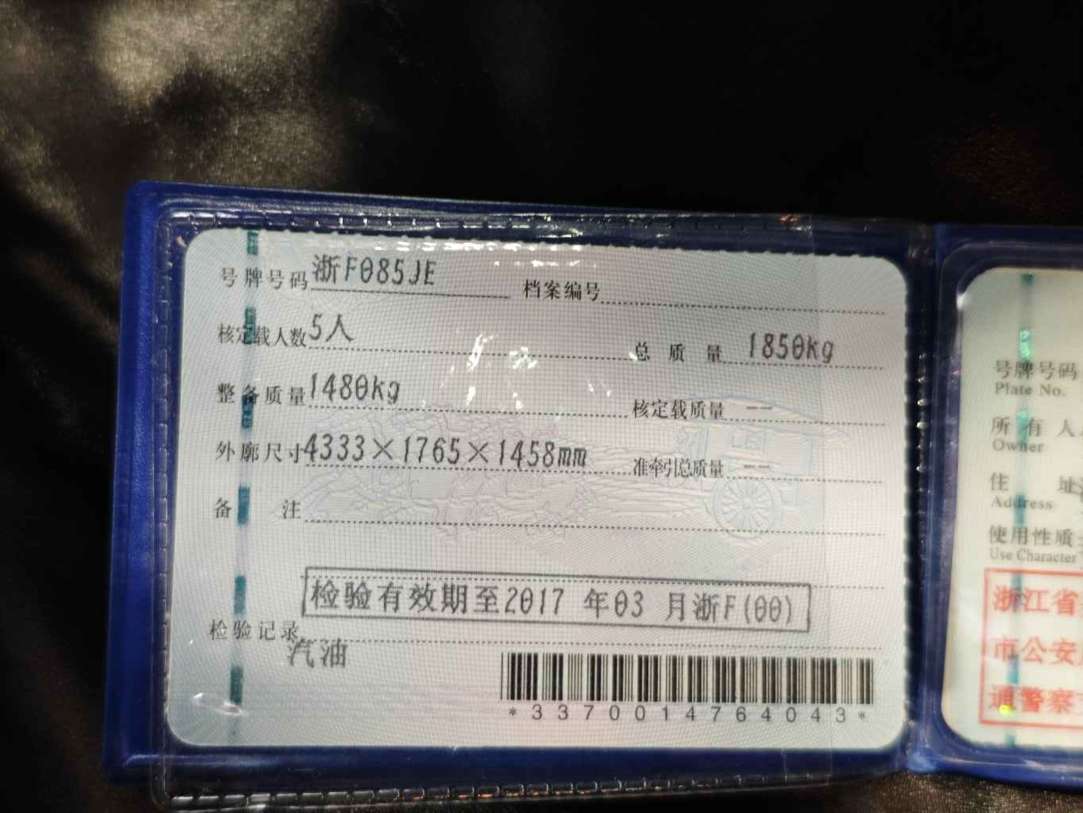 号牌号码 浙F085JE 档案编号
核定载人数 5人 总质量 1850kg
整备质量 1480kg 核定载质量 --
外廓尺寸 4333×1765×1458mm 准牵引总质量 --
备注
检验有效期至2017年03月浙F(00)
检验记录
汽油
*3370014764043*
号牌号码
Plate No.
所有人
Owner
住址
Address
使用性质
Use Character
浙江省
市公安
通警察